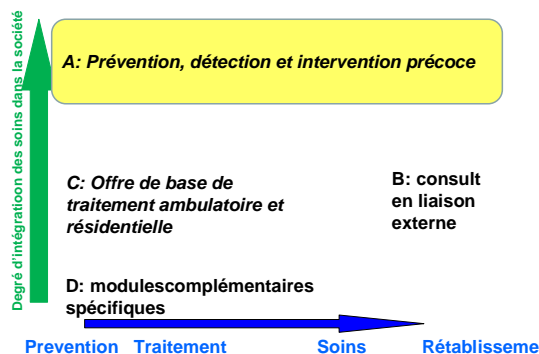 Degré d'intégratioon des soins dans la société
A: Prévention, détection et intervention précoce
C: Offre de base de
traitement ambulatoire et
résidentielle
B: consult
en liaison
externe
D: modulescomplémentaires
spécifiques
Prevention Traitement Soins Rétablisseme